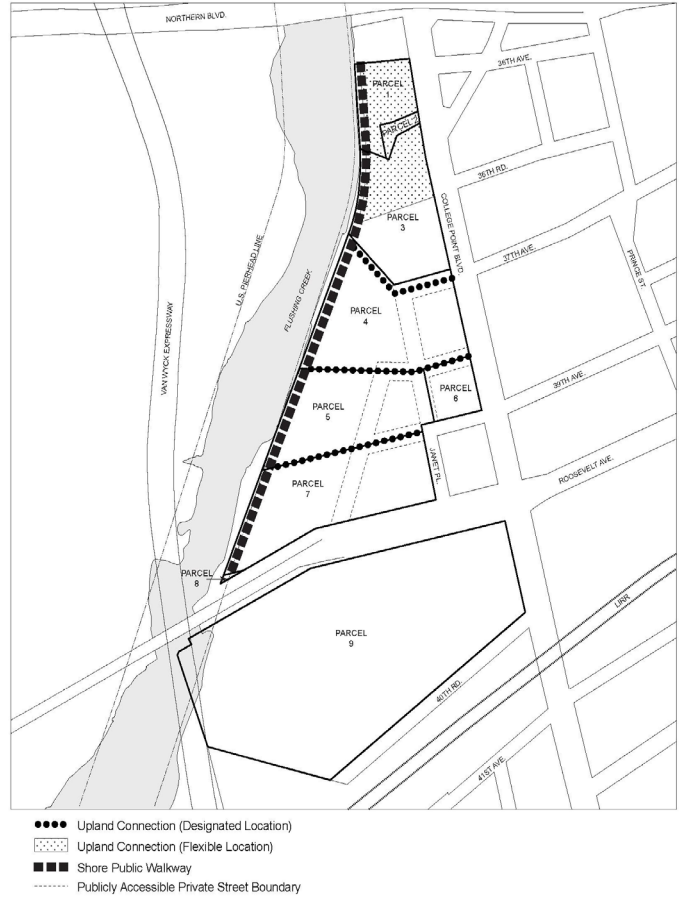 NORTHERN BLVD.
36TH AVE.
PARCEL
1
PARCEL 2
36TH RD.
PARCEL
3
COLLEGE POINT BLVD.
37TH AVE.
PRINCE ST.
U.S. PIERHEAD LINE
FLUSHING CREEK
VAN WYCK EXPRESSWAY
PARCEL
4
39TH AVE.
PARCEL
6
PARCEL
5
JANET PL.
ROOSEVELT AVE.
PARCEL
7
PARCEL
8
LIRR
PARCEL
9
40TH RD.
41ST AVE.
Upland Connection (Designated Location)
Upland Connection (Flexible Location)
Shore Public Walkway
Publicly Accessible Private Street Boundary